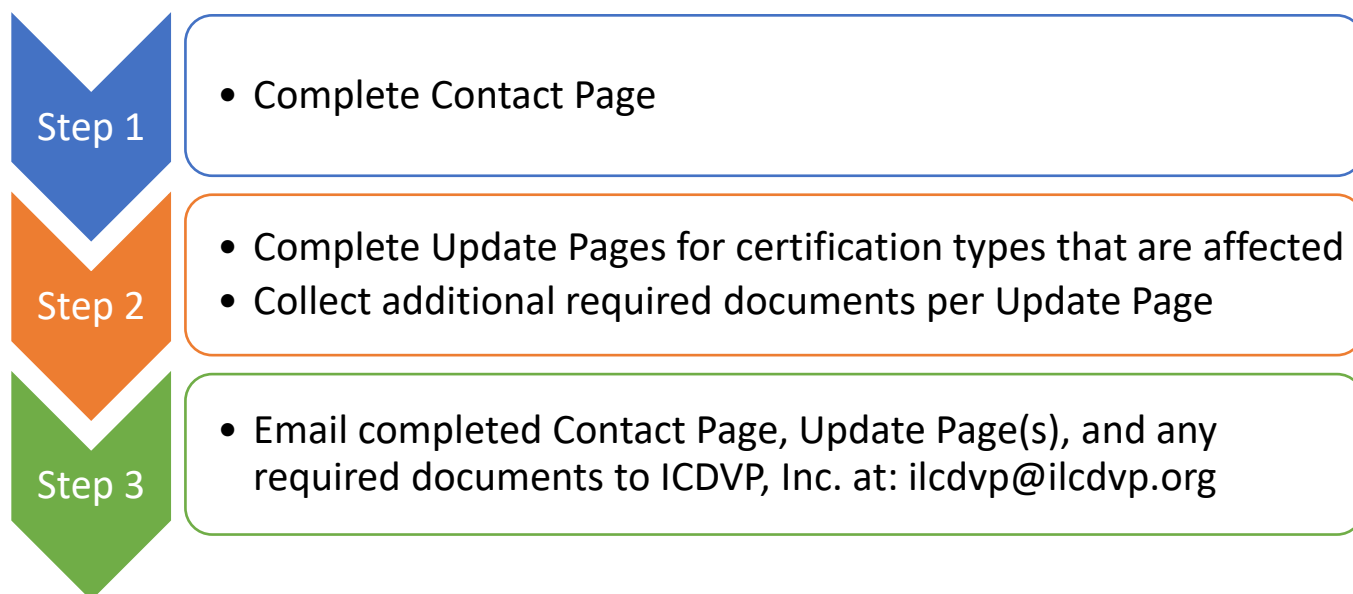 Step 1
• Complete Contact Page
Step 2
• Complete Update Pages for certification types that are affected
• Collect additional required documents per Update Page
Step 3
• Email completed Contact Page, Update Page(s), and any
required documents to ICDVP, Inc. at: ilcdvp@ilcdvp.org